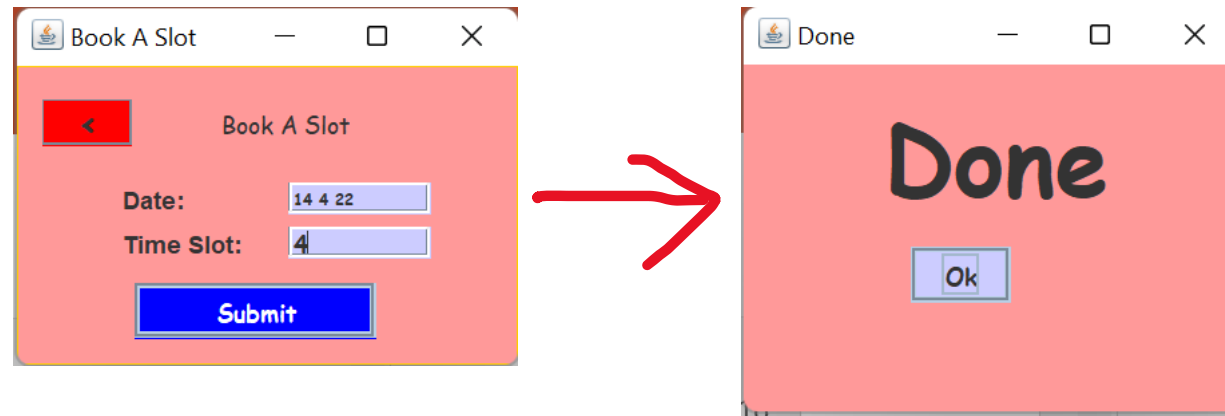 Book A Slot
<
Book A Slot
Date: 14 4 22
Time Slot: 4
Submit
Done
Done
Ok